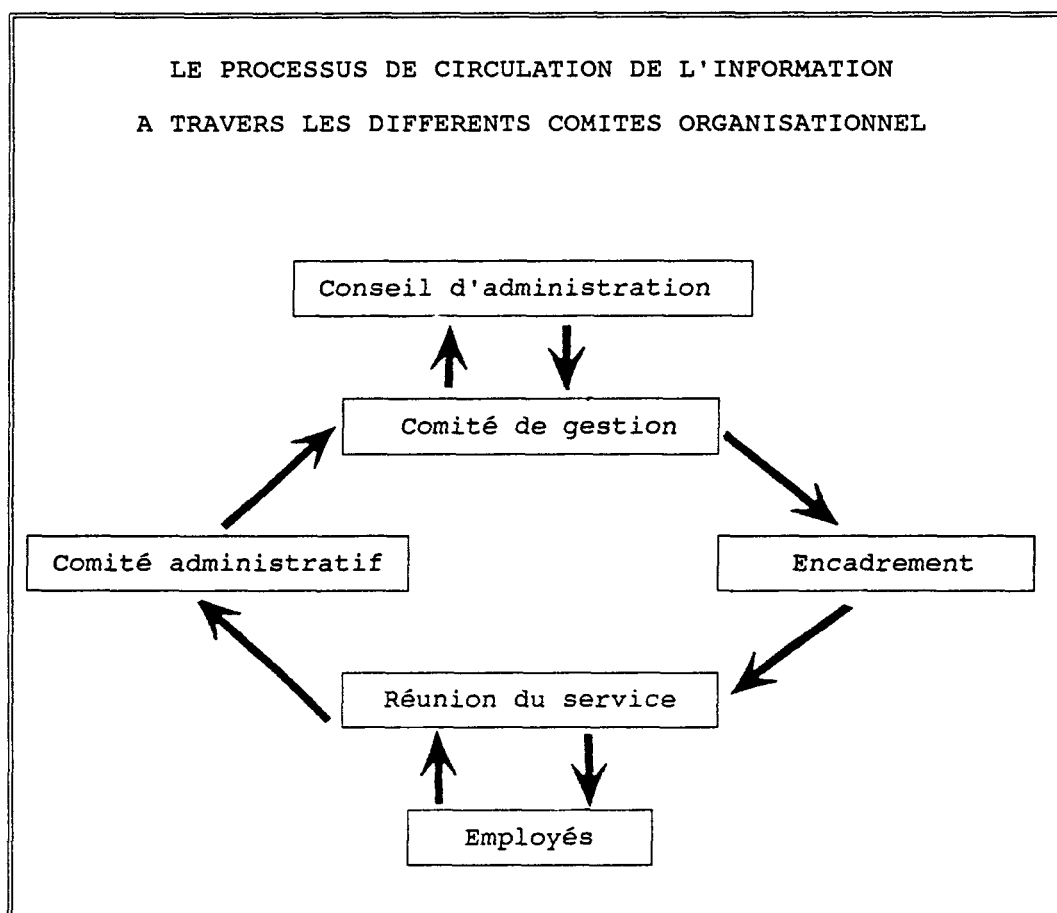 LE PROCESSUS DE CIRCULATION DE L'INFORMATION
A TRAVERS LES DIFFERENTS COMITES ORGANISATIONNEL
Conseil d'administration
Comité de gestion
Comité administratif
Encadrement
Réunion du service
Employés